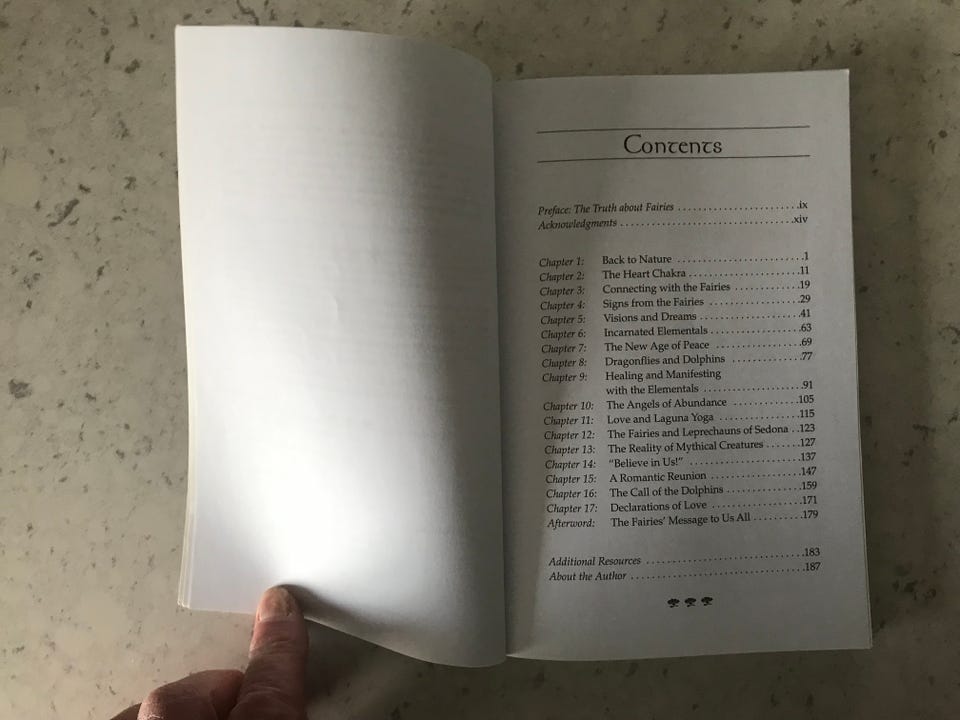 Contents
Preface: The Truth about Fairies ........................ix
Acknowledgments ..................................xiv
Chapter 1: Back to Nature ........................1
Chapter 2: The Heart Chakra .....................11
Chapter 3: Connecting with the Fairies ............19
Chapter 4: Signs from the Fairies .................29
Chapter 5: Visions and Dreams ...................41
Chapter 6: Incarnated Elementals .................63
Chapter 7: The New Age of Peace ................69
Chapter 8: Dragonflies and Dolphins .............77
Chapter 9: Healing and Manifesting
with the Elementals ..................91
Chapter 10: The Angels of Abundance ............105
Chapter 11: Love and Laguna Yoga ...............115
Chapter 12: The Fairies and Leprechauns of Sedona ..123
Chapter 13: The Reality of Mythical Creatures .......127
Chapter 14: “Believe in Us!” .....................137
Chapter 15: A Romantic Reunion .................147
Chapter 16: The Call of the Dolphins ..............159
Chapter 17: Declarations of Love .................171
Afterword: The Fairies’ Message to Us All .........179
Additional Resources ..............................183
About the Author .................................187